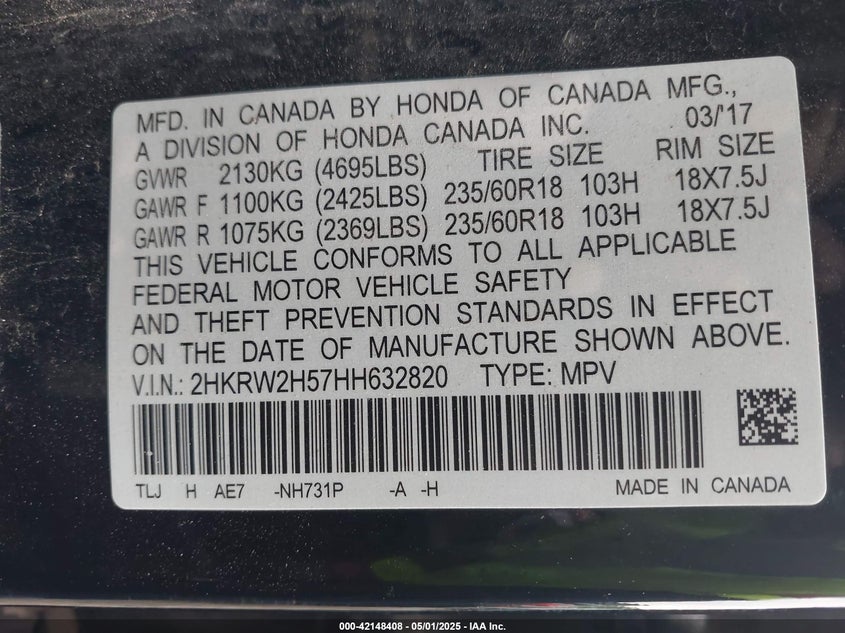 MFD. IN CANADA BY HONDA OF CANADA MFG.,
A DIVISION OF HONDA CANADA INC. 03/'17
GVWR 2130KG (4695LBS) TIRE SIZE RIM SIZE
GAWR F 1100KG (2425LBS) 235/60R18 103H 18X7.5J
GAWR R 1075KG (2369LBS) 235/60R18 103H 18X7.5J
THIS VEHICLE CONFORMS TO ALL APPLICABLE
FEDERAL MOTOR VEHICLE SAFETY
AND THEFT PREVENTION STANDARDS IN EFFECT
ON THE DATE OF MANUFACTURE SHOWN ABOVE.
V.I.N.: 2HKRW2H57HH632820 TYPE: MPV
TLJ H AE7 -NH731P -A -H MADE IN CANADA
000-42148408 - 05/01/2025 - IAA Inc.